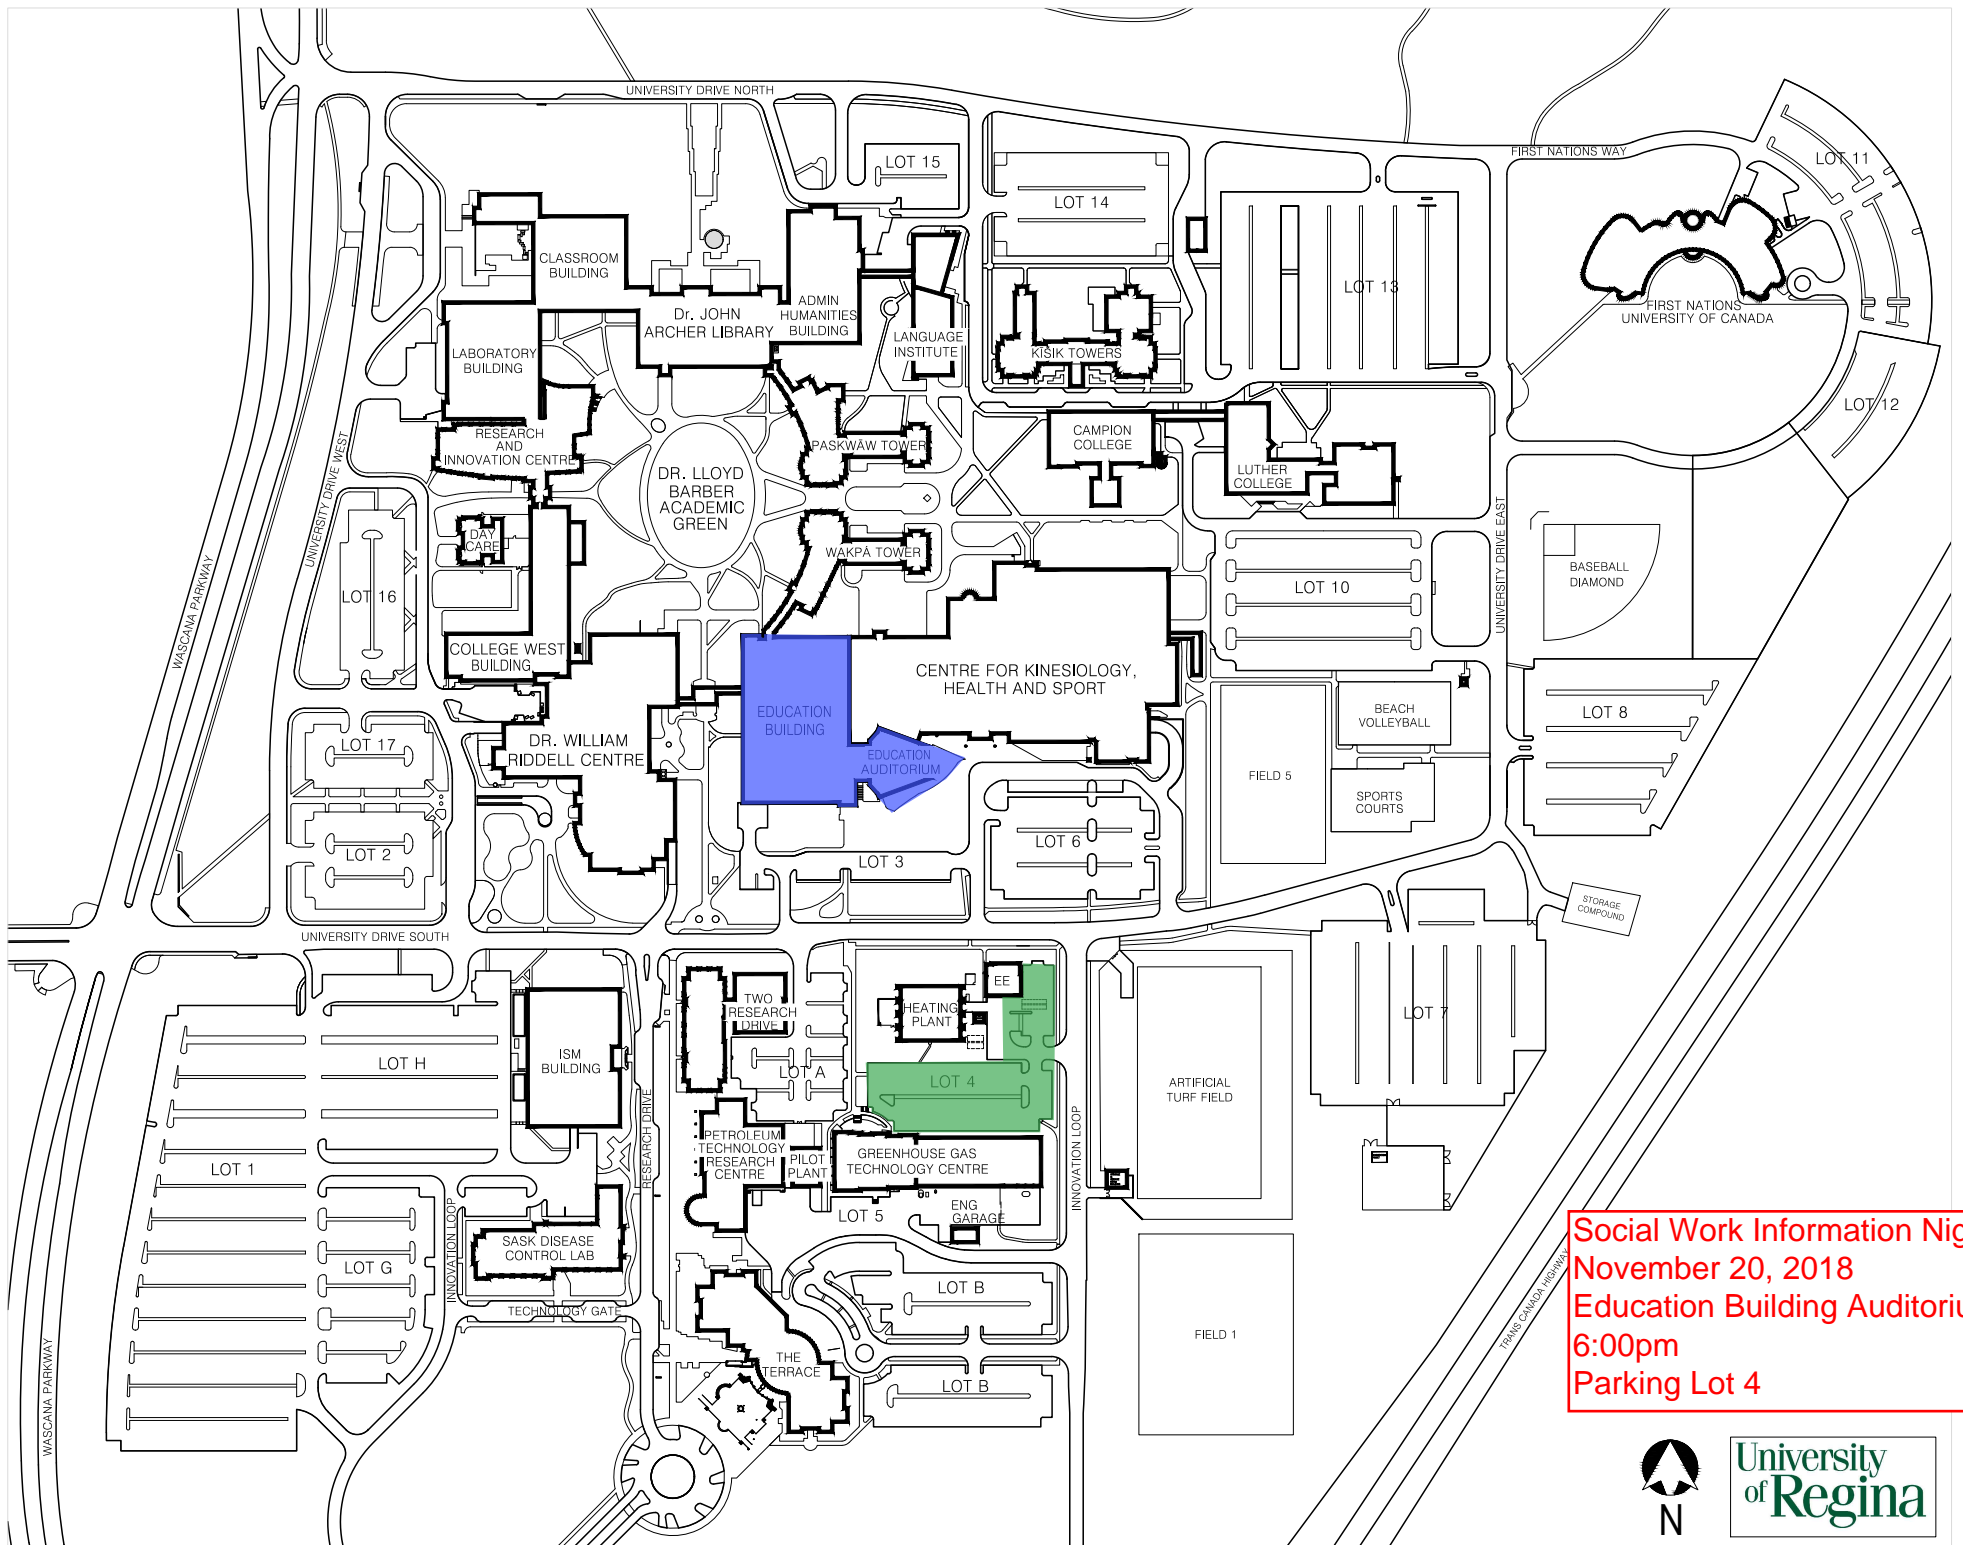 UNIVERSITY DRIVE NORTH
FIRST NATIONS WAY
LOT 11
LOT 15
LOT 14
CLASSROOM
BUILDING
LOT 13
ADMIN
HUMANITIES
BUILDING
Dr. JOHN
ARCHER LIBRARY
FIRST NATIONS
UNIVERSITY OF CANADA
LANGUAGE
INSTITUTE
KĪSIK TOWERS
LABORATORY
BUILDING
LOT 12
RESEARCH
AND
INNOVATION CENTRE
PASKWĀW TOWER
CAMPION
COLLEGE
LUTHER
COLLEGE
DR. LLOYD
BARBER
ACADEMIC
GREEN
UNIVERSITY DRIVE WEST
UNIVERSITY DRIVE EAST
DAY
CARE
WAKPÁ TOWER
BASEBALL
DIAMOND
LOT 10
LOT 16
WASCANA PARKWAY
COLLEGE WEST
BUILDING
CENTRE FOR KINESIOLOGY,
HEALTH AND SPORT
EDUCATION
BUILDING
BEACH
VOLLEYBALL
LOT 8
LOT 17
DR. WILLIAM
RIDDELL CENTRE
EDUCATION
AUDITORIUM
FIELD 5
SPORTS
COURTS
LOT 2
LOT 3
LOT 6
STORAGE
COMPOUND
UNIVERSITY DRIVE SOUTH
EE
TWO
RESEARCH
DRIVE
HEATING
PLANT
LOT 7
LOT H
ISM
BUILDING
LOT A
LOT 4
ARTIFICIAL
TURF FIELD
RESEARCH DRIVE
INNOVATION LOOP
PETROLEUM
TECHNOLOGY
RESEARCH
CENTRE
PILOT
PLANT
GREENHOUSE GAS
TECHNOLOGY CENTRE
LOT 1
LOT 5
ENG
GARAGE
INNOVATION LOOP
SASK DISEASE
CONTROL LAB
LOT G
LOT B
TECHNOLOGY GATE
FIELD 1
TRANS CANADA HIGHWAY
THE
TERRACE
LOT B
WASCANA PARKWAY
Social Work Information Nig
November 20, 2018
Education Building Auditoriu
6:00pm
Parking Lot 4
N
University
of Regina